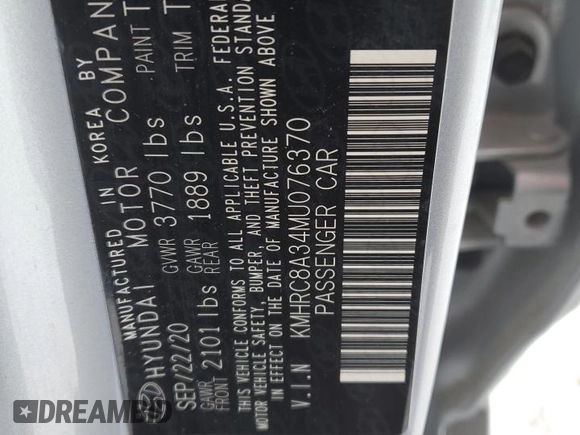 MANUFACTURED IN KOREA BY
HYUNDAI MOTOR COMPAN
SEP/22/20 GVWR 3770 lbs PAINT T
GAWR FRONT 2101 lbs GAWR REAR 1889 lbs TRIM T
THIS VEHICLE CONFORMS TO ALL APPLICABLE U.S.A. FEDERA
MOTOR VEHICLE SAFETY, BUMPER, AND THEFT PREVENTION STANDA
IN EFFECT ON THE DATE OF MANUFACTURE SHOWN ABOVE
V.I.N KMHRC8A34MU076370
PASSENGER CAR
DREAMBID